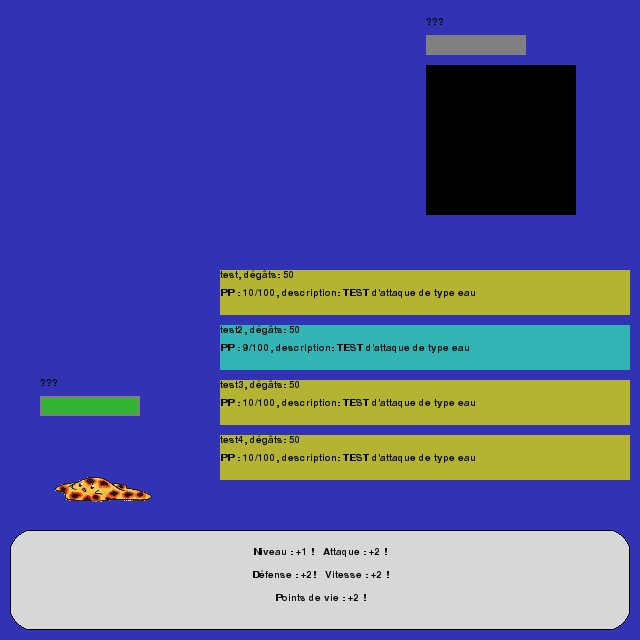 ???
test, dégâts: 50
PP : 10/100, description: TEST d'attaque de type eau
test2, dégâts: 50
PP : 9/100, description: TEST d'attaque de type eau
???
test3, dégâts: 50
PP : 10/100, description: TEST d'attaque de type eau
test4, dégâts: 50
PP : 10/100, description: TEST d'attaque de type eau
Niveau : +1 ! Attaque : +2 !
Défense : +2 ! Vitesse : +2 !
Points de vie : +2 !